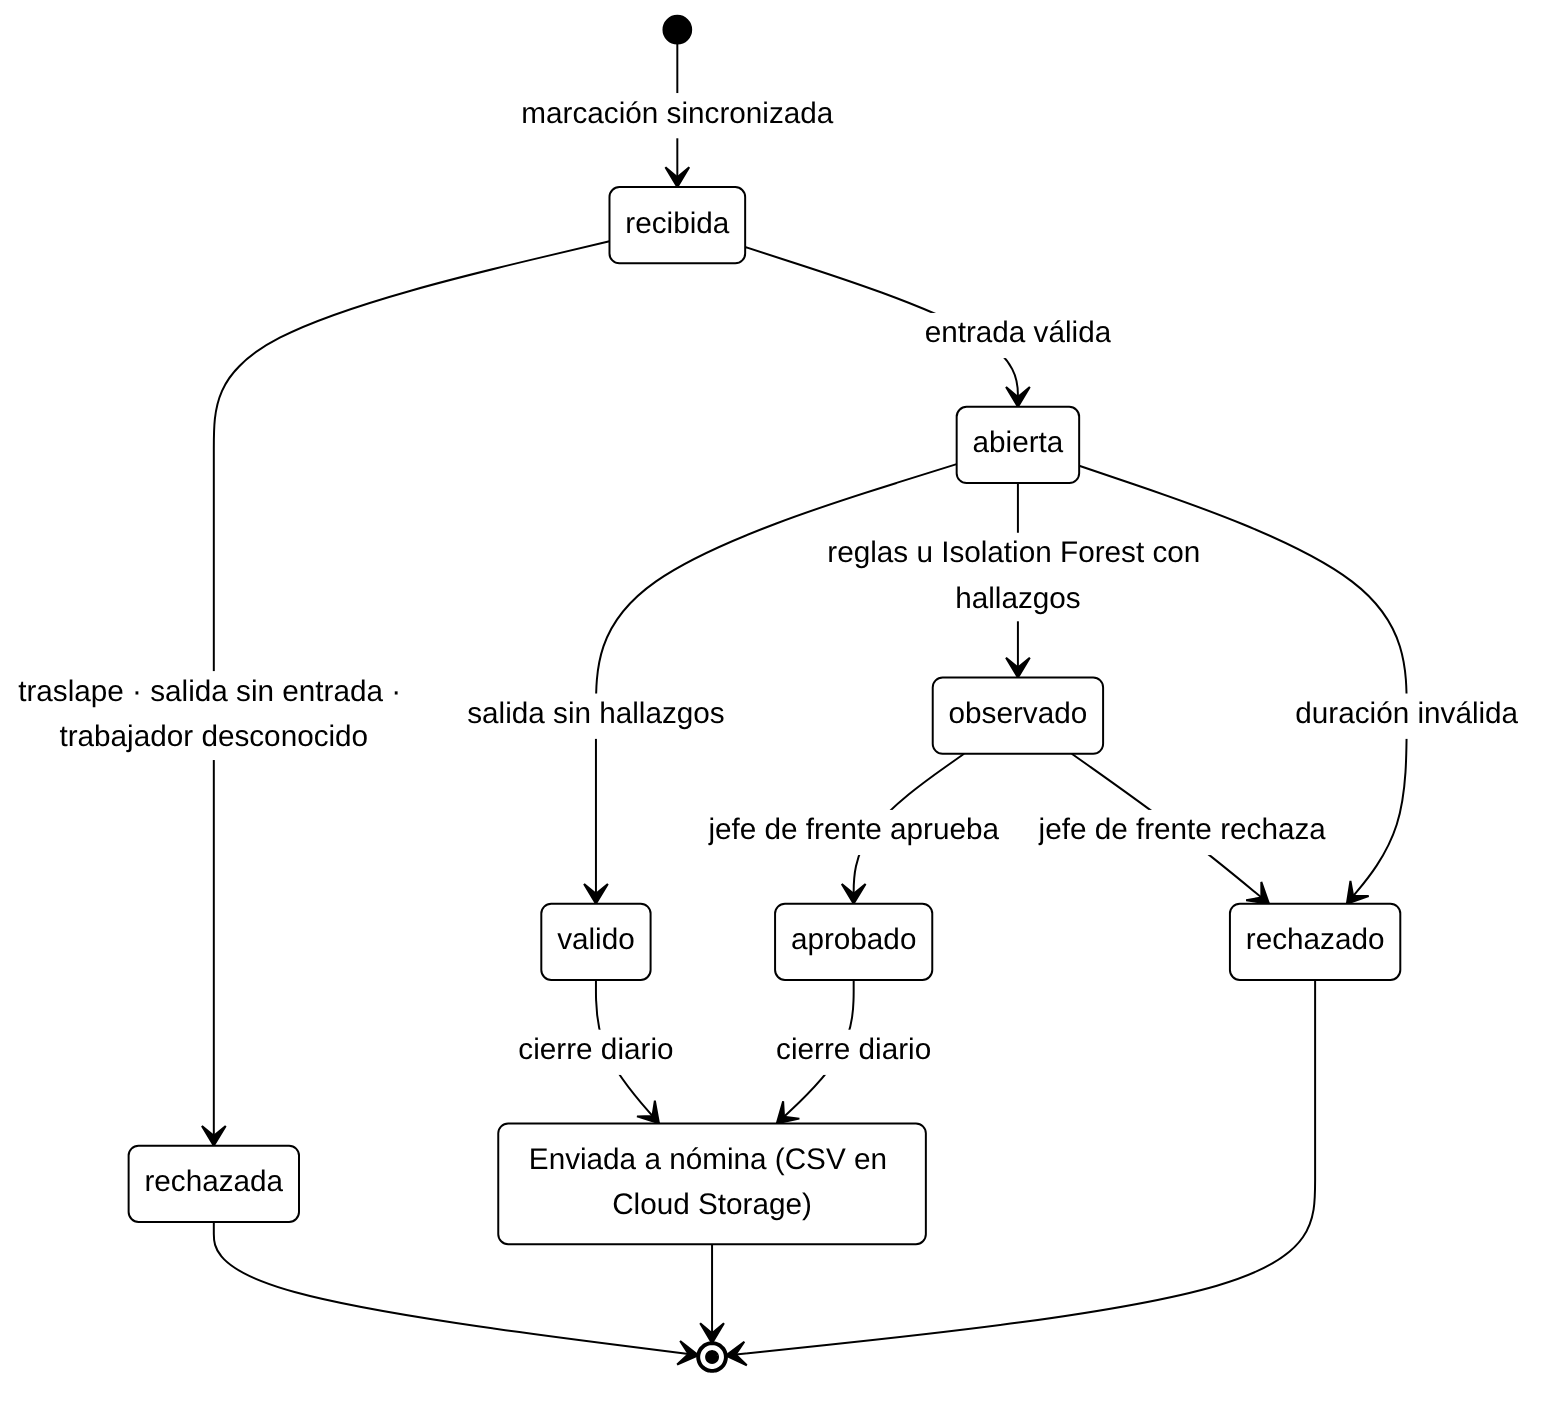 marcación sincronizada
recibida
entrada válida
abierta
reglas u Isolation Forest con
hallazgos
traslape · salida sin entrada ·
trabajador desconocido
salida sin hallazgos
observado
duración inválida
jefe de frente aprueba
jefe de frente rechaza
valido
aprobado
rechazado
cierre diario
cierre diario
rechazada
Enviada a nómina (CSV en
Cloud Storage)